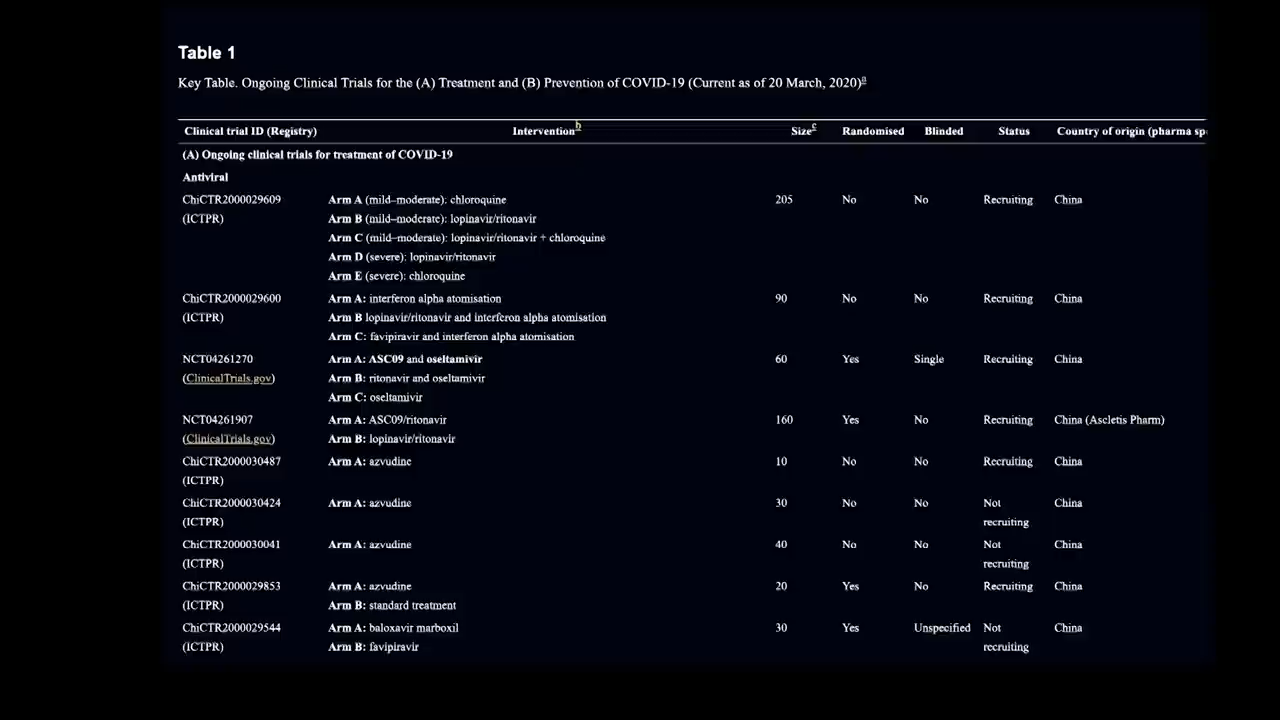 Table 1
Key Table. Ongoing Clinical Trials for the (A) Treatment and (B) Prevention of COVID-19 (Current as of 20 March, 2020)a
Clinical trial ID (Registry) Interventionb Sizec Randomised Blinded Status Country of origin (pharma sp
(A) Ongoing clinical trials for treatment of COVID-19
Antiviral
ChiCTR2000029609 Arm A (mild–moderate): chloroquine 205 No No Recruiting China
(ICTPR) Arm B (mild–moderate): lopinavir/ritonavir
Arm C (mild–moderate): lopinavir/ritonavir + chloroquine
Arm D (severe): lopinavir/ritonavir
Arm E (severe): chloroquine
ChiCTR2000029600 Arm A: interferon alpha atomisation 90 No No Recruiting China
(ICTPR) Arm B lopinavir/ritonavir and interferon alpha atomisation
Arm C: favipiravir and interferon alpha atomisation
NCT04261270 Arm A: ASC09 and oseltamivir 60 Yes Single Recruiting China
(ClinicalTrials.gov) Arm B: ritonavir and oseltamivir
Arm C: oseltamivir
NCT04261907 Arm A: ASC09/ritonavir 160 Yes No Recruiting China (Ascletis Pharm)
(ClinicalTrials.gov) Arm B: lopinavir/ritonavir
ChiCTR2000030487 Arm A: azvudine 10 No No Recruiting China
(ICTPR)
ChiCTR2000030424 Arm A: azvudine 30 No No Not China
(ICTPR) recruiting
ChiCTR2000030041 Arm A: azvudine 40 No No Not China
(ICTPR) recruiting
ChiCTR2000029853 Arm A: azvudine 20 Yes No Recruiting China
(ICTPR) Arm B: standard treatment
ChiCTR2000029544 Arm A: baloxavir marboxil 30 Yes Unspecified Not China
(ICTPR) Arm B: favipiravir recruiting